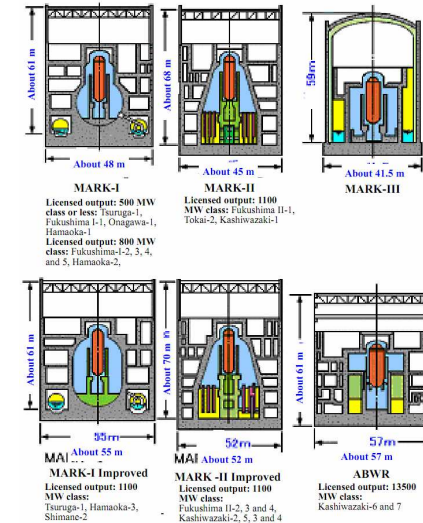 About 61 m
About 48 m
MARK-I
Licensed output: 500 MW
class or less: Tsuruga-1,
Fukushima I-1, Onagawa-1,
Hamaoka-1
Licensed output: 800 MW
class: Fukushima-I-2, 3, 4,
and 5, Hamaoka-2,
About 68 m
About 45 m
MARK-II
Licensed output: 1100
MW class: Fukushima II-1,
Tokai-2, Kashiwazaki-1
59m
About 41.5 m
MARK-III
About 61 m
55m
About 55 m
MARK-I Improved
Licensed output: 1100
MW class:
Tsuruga-1, Hamaoka-3,
Shimane-2
About 70 m
52m
About 52 m
MARK -II Improved
Licensed output: 1100
MW class:
Fukushima II-2, 3 and 4,
Kashiwazaki-2, 5, 3 and 4
About 61 m
57m
About 57 m
ABWR
Licensed output: 13500
MW class:
Kashiwazaki-6 and 7